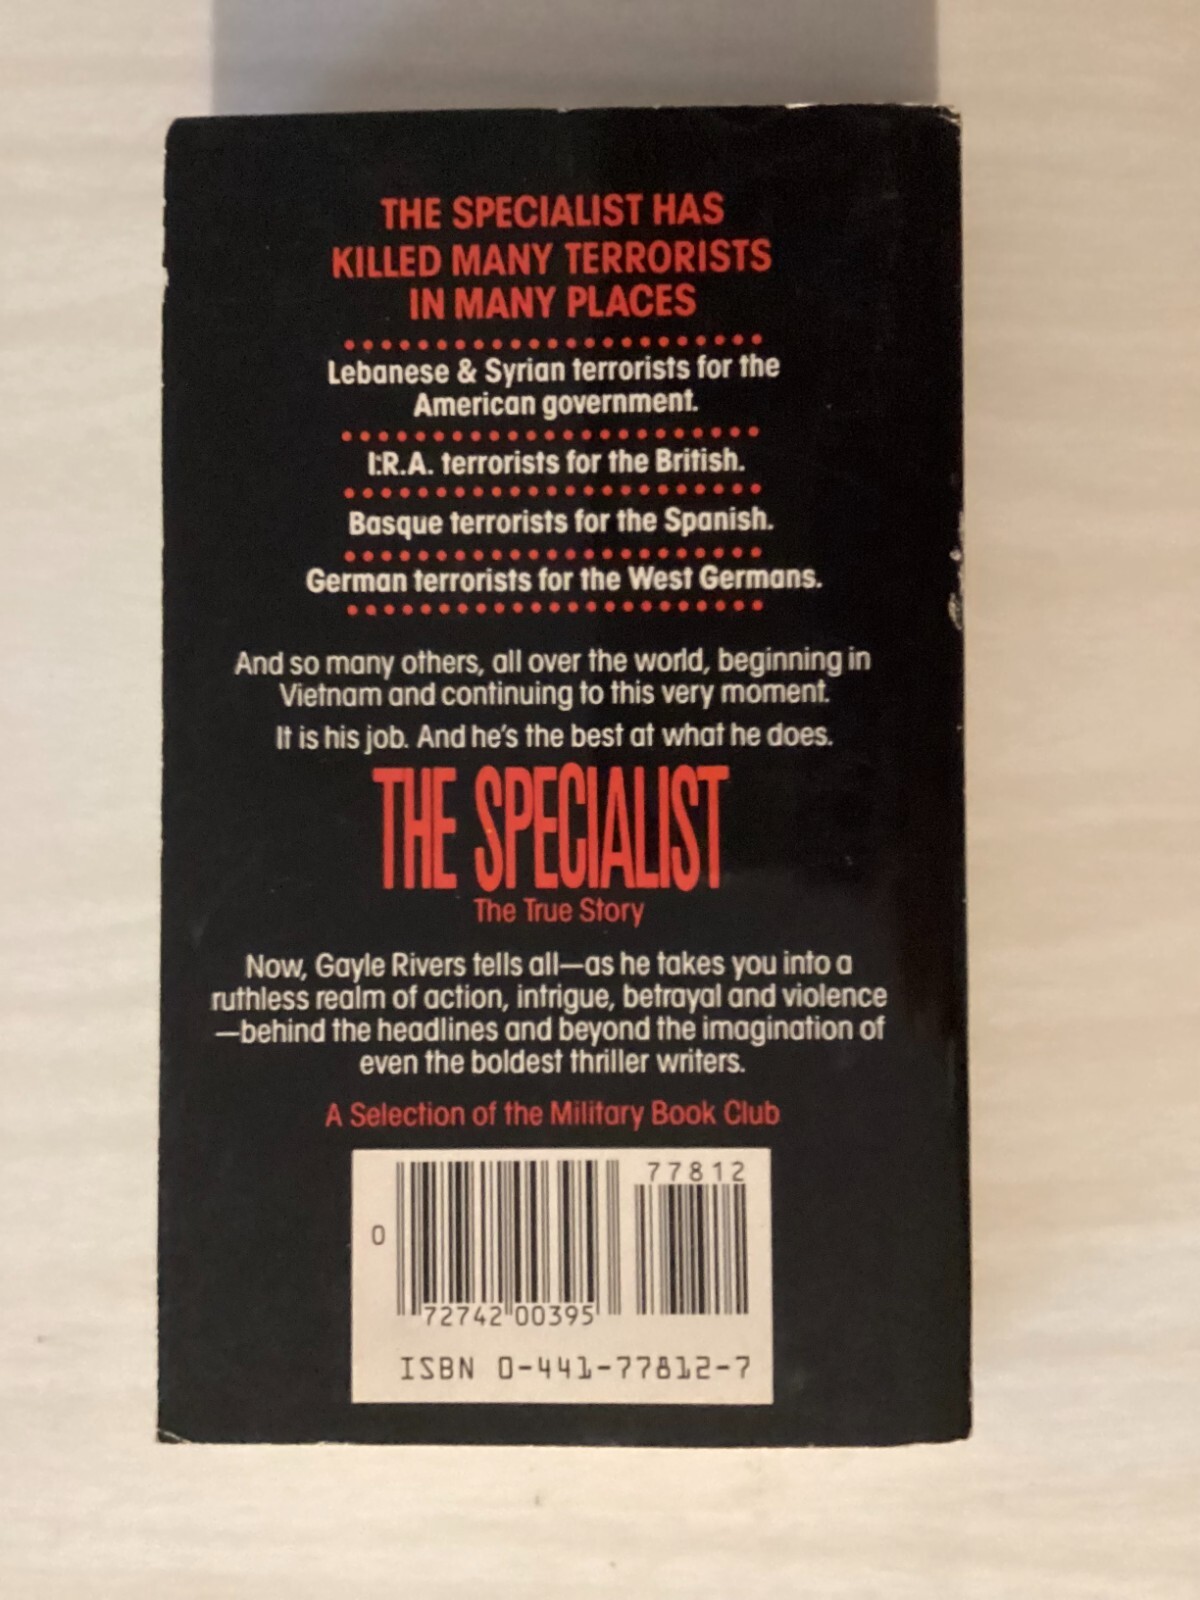 THE SPECIALIST HAS
KILLED MANY TERRORISTS
IN MANY PLACES
Lebanese & Syrian terrorists for the
American government.
I.R.A. terrorists for the British.
Basque terrorists for the Spanish.
German terrorists for the West Germans.
And so many others, all over the world, beginning in
Vietnam and continuing to this very moment.
It is his job. And he's the best at what he does.
THE SPECIALIST
The True Story
Now, Gayle Rivers tells all—as he takes you into a
ruthless realm of action, intrigue, betrayal and violence
—behind the headlines and beyond the imagination of
even the boldest thriller writers.
A Selection of the Military Book Club
77812
0
72742 00395
ISBN 0-441-77812-7